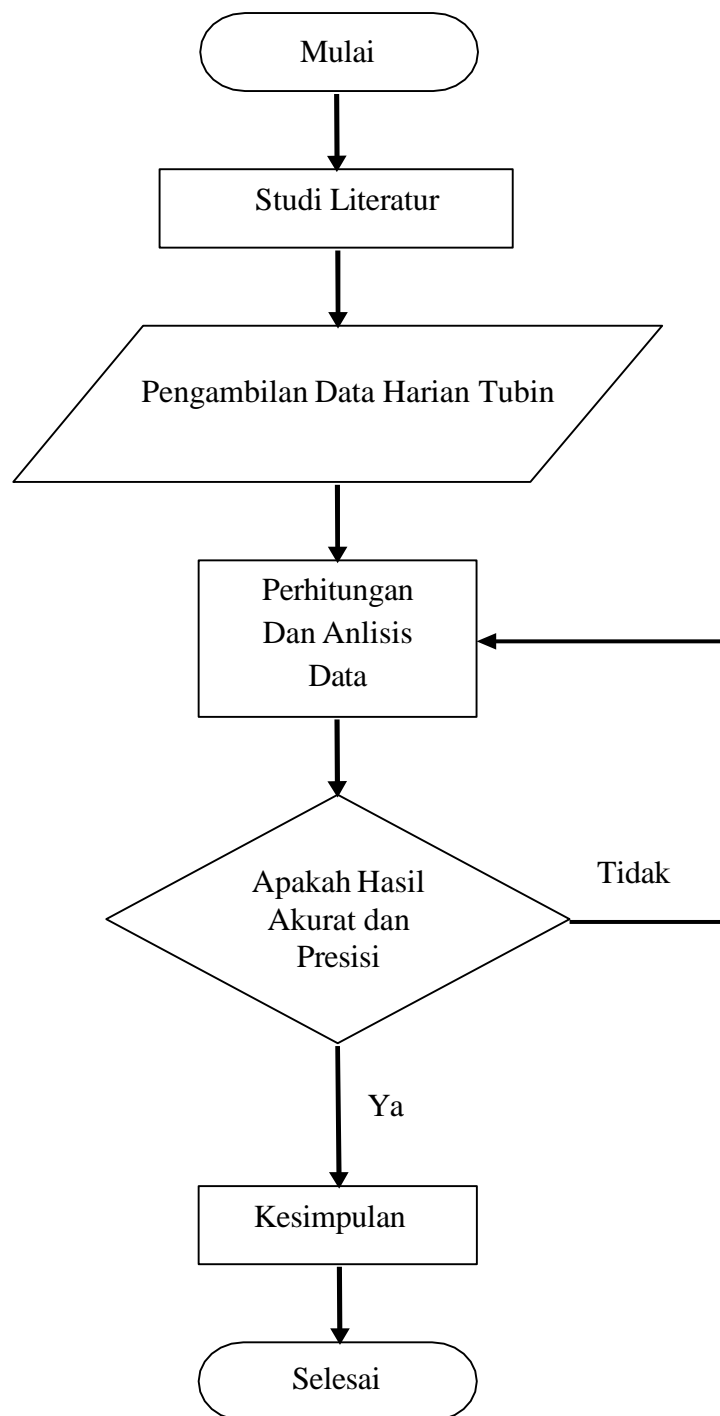 Mulai
Studi Literatur
Pengambilan Data Harian Tubin
Perhitungan
Dan Anlisis
Data
Apakah Hasil
Akurat dan
Presisi
Tidak
Ya
Kesimpulan
Selesai